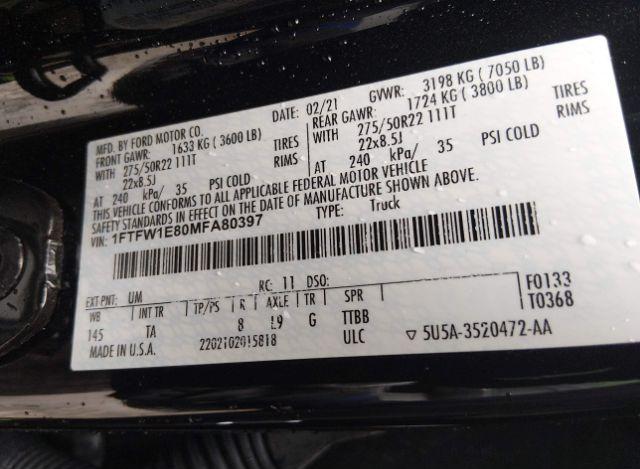 MFD. BY FORD MOTOR CO. DATE: 02/21 GVWR: 3198 KG ( 7050 LB)
FRONT GAWR: 1633 KG ( 3600 LB) REAR GAWR: 1724 KG ( 3800 LB)
WITH 275/50R22 111T TIRES WITH 275/50R22 111T TIRES
22x8.5J RIMS 22x8.5J RIMS
AT 240 kPa/ 35 PSI COLD AT 240 kPa/ 35 PSI COLD
THIS VEHICLE CONFORMS TO ALL APPLICABLE FEDERAL MOTOR VEHICLE
SAFETY STANDARDS IN EFFECT ON THE DATE OF MANUFACTURE SHOWN ABOVE.
VIN: 1FTFW1E80MFA80397 TYPE: Truck
EXT PNT: UM RC: 11 DSO: F0133
WB INT TR TP/PS R AXLE TR SPR T0368
145 TA 8 L9 G TTBB
MADE IN U.S.A. 2202102015818 ULC ▽ 5U5A-3520472-AA